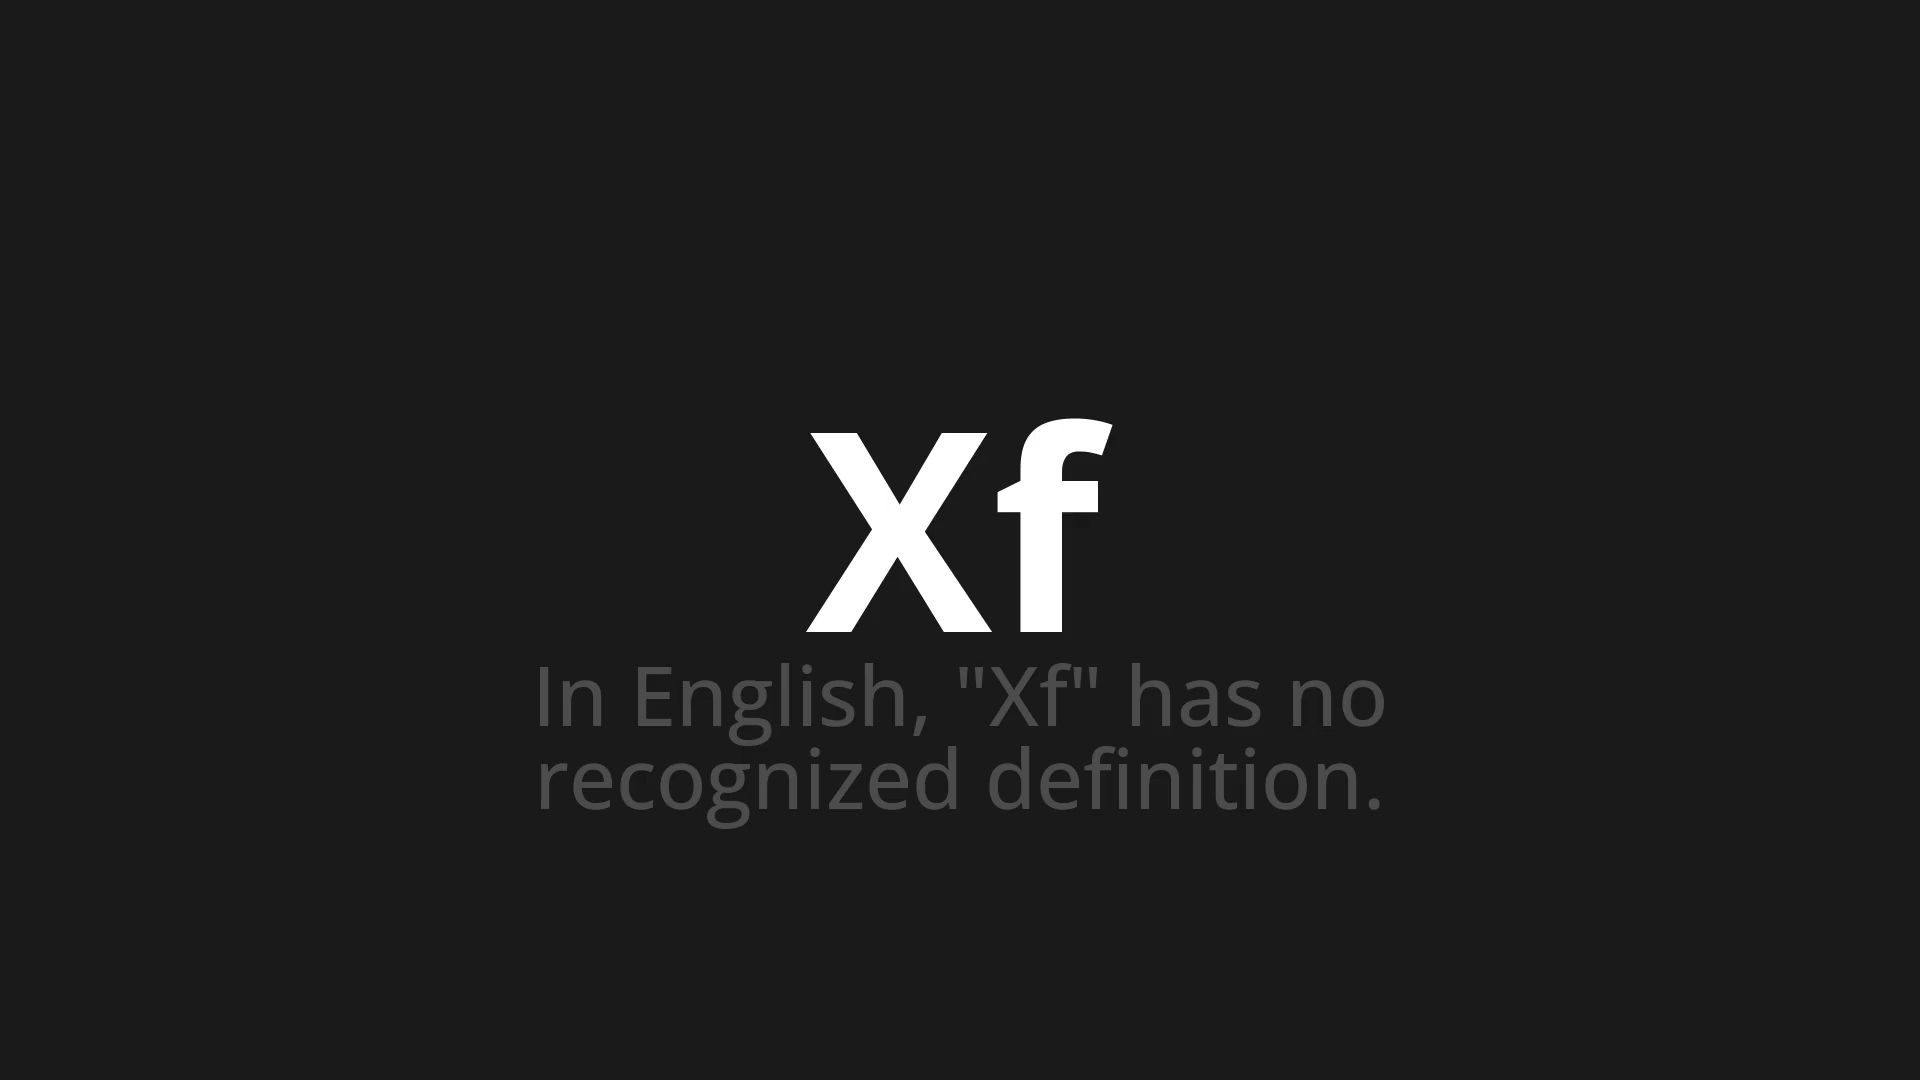 Xf
In English, "Xf" has no
recognized definition.